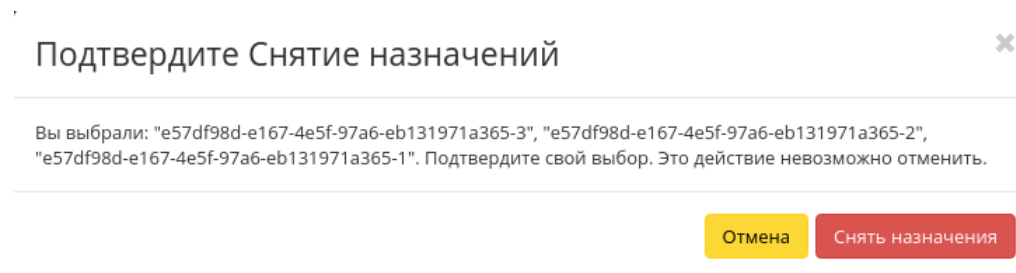 Подтвердите Снятие назначений
Вы выбрали: "e57df98d-e167-4e5f-97a6-eb131971a365-3", "e57df98d-e167-4e5f-97a6-eb131971a365-2",
"e57df98d-e167-4e5f-97a6-eb131971a365-1". Подтвердите свой выбор. Это действие невозможно отменить.
Отмена
Снять назначения